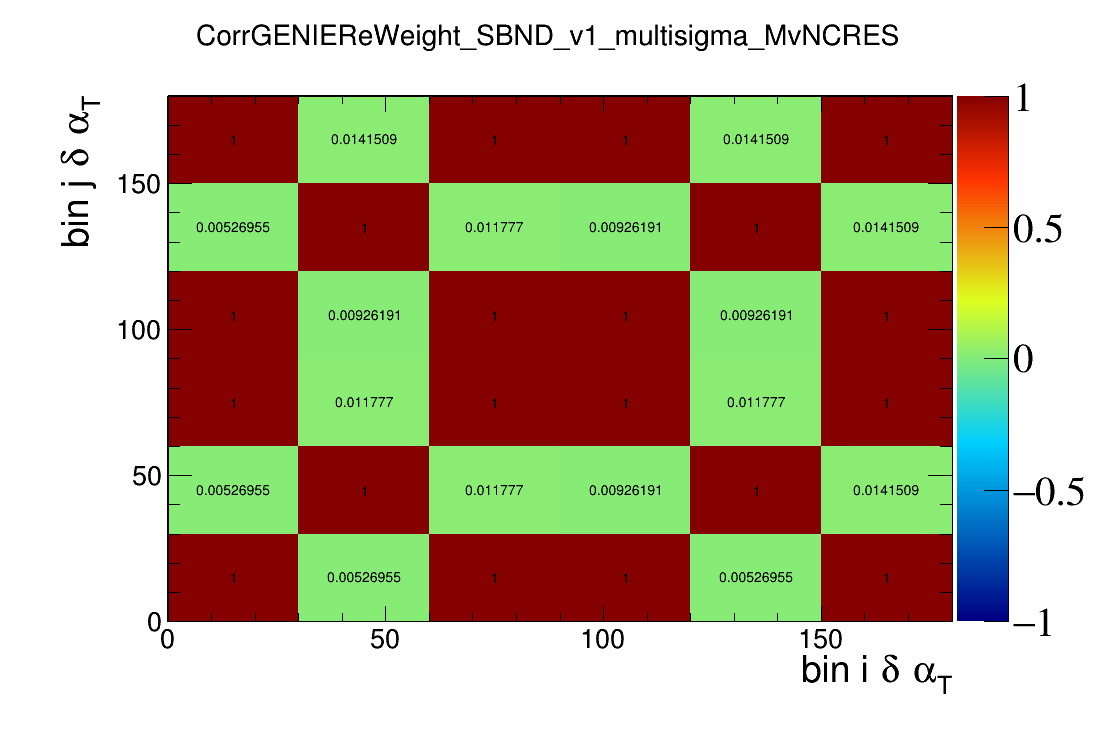 CorrGENIEReWeight_SBND_v1_multisigma_MvNCRES
bin j δ α_T
1 0.0141509 1 1 0.0141509 1
150
0.00526955 1 0.011777 0.00926191 1 0.0141509
1 0.00926191 1 1 0.00926191 1
100
1 0.011777 1 1 0.011777 1
50
0.00526955 1 0.011777 0.00926191 1 0.0141509
1 0.00526955 1 1 0.00526955 1
0
0 50 100 150
bin i δ α_T
1
0.5
0
−0.5
−1